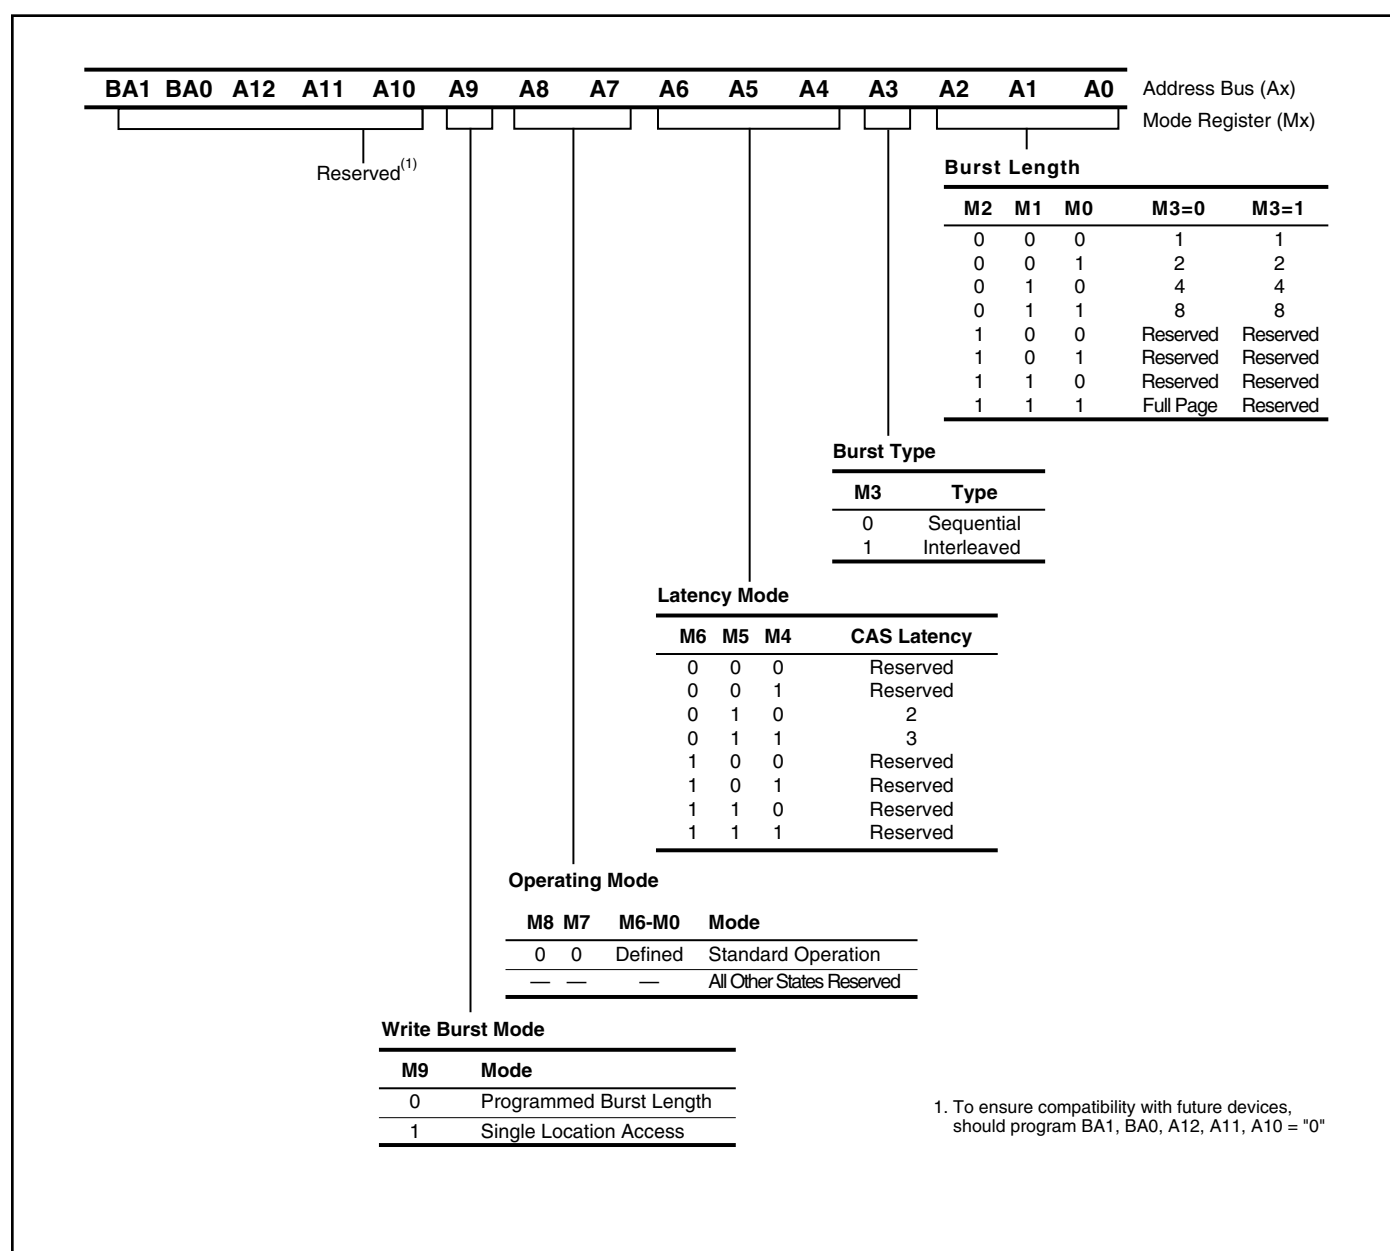 BA1 BA0 A12 A11 A10 A9 A8 A7 A6 A5 A4 A3 A2 A1 A0 Address Bus (Ax)
Mode Register (Mx)
Reserved(1)
Burst Length
M2 M1 M0 M3=0 M3=1
0 0 0 1 1
0 0 1 2 2
0 1 0 4 4
0 1 1 8 8
1 0 0 Reserved Reserved
1 0 1 Reserved Reserved
1 1 0 Reserved Reserved
1 1 1 Full Page Reserved
Burst Type
M3 Type
0 Sequential
1 Interleaved
Latency Mode
M6 M5 M4 CAS Latency
0 0 0 Reserved
0 0 1 Reserved
0 1 0 2
0 1 1 3
1 0 0 Reserved
1 0 1 Reserved
1 1 0 Reserved
1 1 1 Reserved
Operating Mode
M8 M7 M6-M0 Mode
0 0 Defined Standard Operation
— — — All Other States Reserved
Write Burst Mode
M9 Mode
0 Programmed Burst Length
1 Single Location Access
1. To ensure compatibility with future devices,
should program BA1, BA0, A12, A11, A10 = "0"